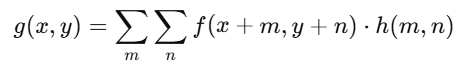 g(x, y) = ∑_m ∑_n f(x + m, y + n) · h(m, n)